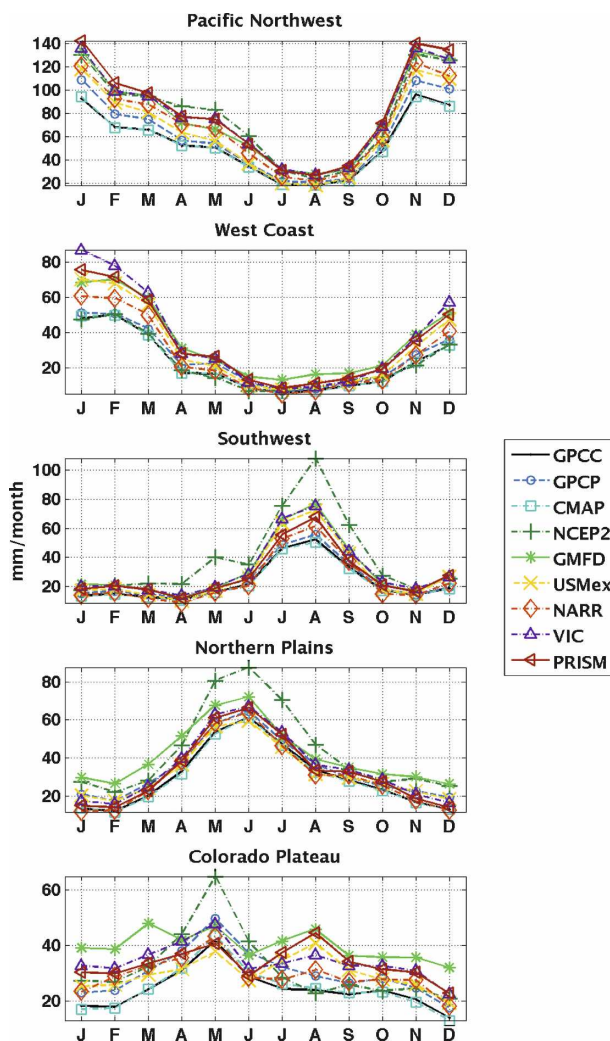 Pacific Northwest
140
120
100
80
60
40
20
J F M A M J J A S O N D
West Coast
80
60
40
20
J F M A M J J A S O N D
Southwest
100
80
60
40
20
J F M A M J J A S O N D
mm/month
Northern Plains
80
60
40
20
J F M A M J J A S O N D
Colorado Plateau
60
40
20
J F M A M J J A S O N D
GPCC
GPCP
CMAP
NCEP2
GMFD
USMex
NARR
VIC
PRISM